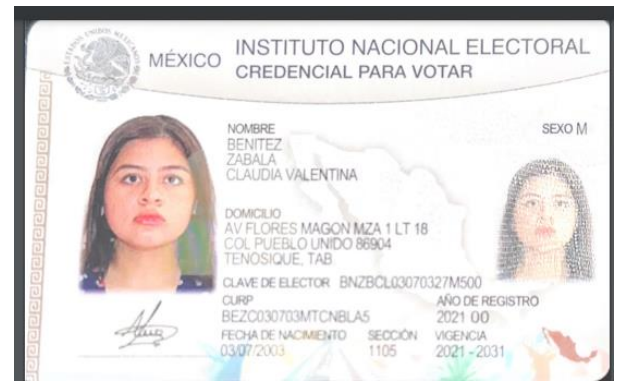 MÉXICO
INSTITUTO NACIONAL ELECTORAL
CREDENCIAL PARA VOTAR
NOMBRE
BENITEZ
ZABALA
CLAUDIA VALENTINA
SEXO M
DOMICILIO
AV FLORES MAGON MZA 1 LT 18
COL PUEBLO UNIDO 86904
TENOSIQUE, TAB
CLAVE DE ELECTOR BNZBCL03070327M500
CURP
BEZC030703MTCNBLA5
AÑO DE REGISTRO
2021 00
FECHA DE NACIMIENTO
03/07/2003
SECCIÓN
1105
VIGENCIA
2021 - 2031